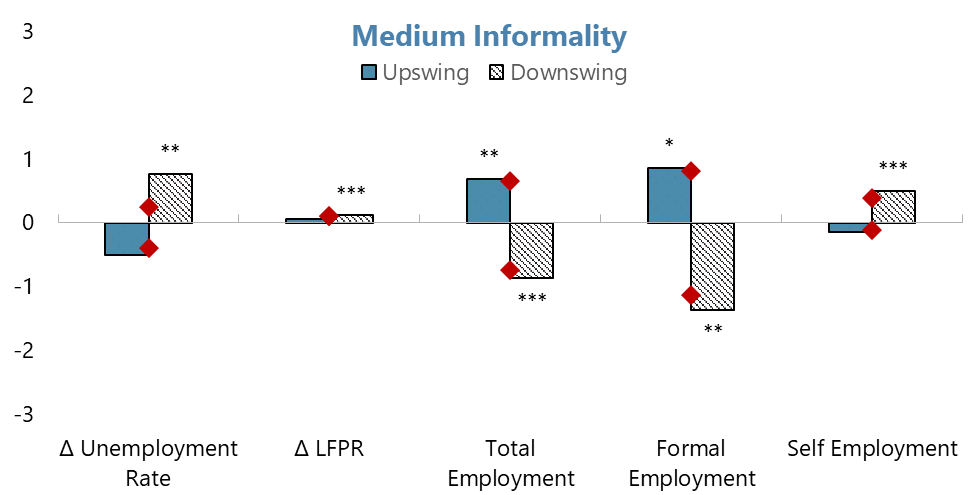 Medium Informality
Upswing Downswing
3
2
1
0
-1
-2
-3
**
***
**
***
*
**
***
Δ Unemployment Rate
Δ LFPR
Total Employment
Formal Employment
Self Employment